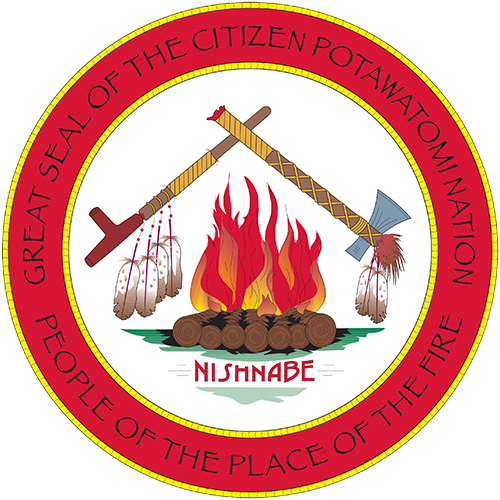 GREAT SEAL OF THE CITIZEN POTAWATOMI NATION
PEOPLE OF THE PLACE OF THE FIRE
NISHNABE